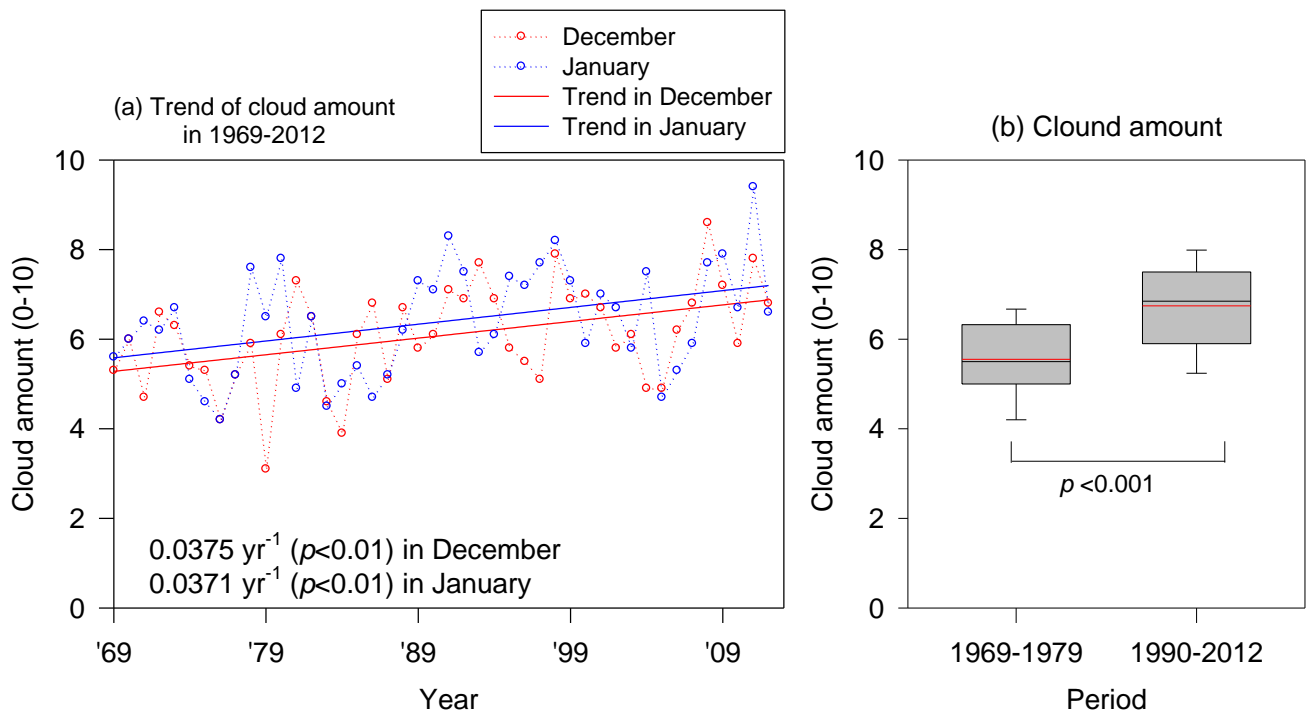 December
January
Trend in December
Trend in January
(a) Trend of cloud amount
in 1969-2012
(b) Clound amount
10
8
6
4
2
0
Cloud amount (0-10)
0.0375 yr-1 (p<0.01) in December
0.0371 yr-1 (p<0.01) in January
'69
'79
'89
'99
'09
Year
10
8
6
4
2
0
Cloud amount (0-10)
p <0.001
1969-1979
1990-2012
Period